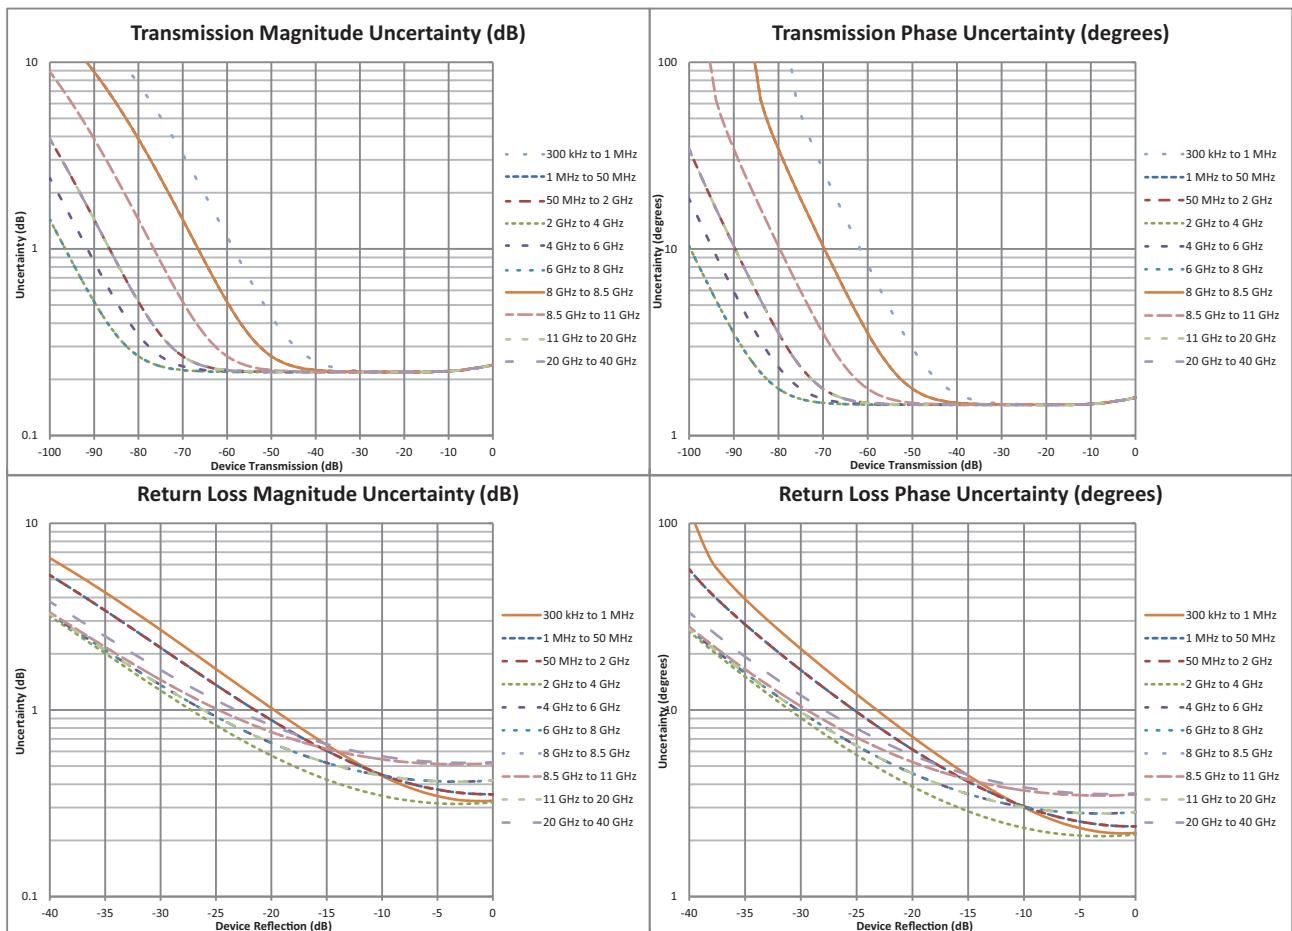 Transmission Magnitude Uncertainty (dB)
10
1
0.1
Uncertainty (dB)
-100 -90 -80 -70 -60 -50 -40 -30 -20 -10 0
Device Transmission (dB)
300 kHz to 1 MHz
1 MHz to 50 MHz
50 MHz to 2 GHz
2 GHz to 4 GHz
4 GHz to 6 GHz
6 GHz to 8 GHz
8 GHz to 8.5 GHz
8.5 GHz to 11 GHz
11 GHz to 20 GHz
20 GHz to 40 GHz
Transmission Phase Uncertainty (degrees)
100
10
1
Uncertainty (degrees)
-100 -90 -80 -70 -60 -50 -40 -30 -20 -10 0
Device Transmission (dB)
300 kHz to 1 MHz
1 MHz to 50 MHz
50 MHz to 2 GHz
2 GHz to 4 GHz
4 GHz to 6 GHz
6 GHz to 8 GHz
8 GHz to 8.5 GHz
8.5 GHz to 11 GHz
11 GHz to 20 GHz
20 GHz to 40 GHz
Return Loss Magnitude Uncertainty (dB)
10
1
0.1
Uncertainty (dB)
-40 -35 -30 -25 -20 -15 -10 -5 0
Device Reflection (dB)
300 kHz to 1 MHz
1 MHz to 50 MHz
50 MHz to 2 GHz
2 GHz to 4 GHz
4 GHz to 6 GHz
6 GHz to 8 GHz
8 GHz to 8.5 GHz
8.5 GHz to 11 GHz
11 GHz to 20 GHz
20 GHz to 40 GHz
Return Loss Phase Uncertainty (degrees)
100
10
1
Uncertainty (degrees)
-40 -35 -30 -25 -20 -15 -10 -5 0
Device Reflection (dB)
300 kHz to 1 MHz
1 MHz to 50 MHz
50 MHz to 2 GHz
2 GHz to 4 GHz
4 GHz to 6 GHz
6 GHz to 8 GHz
8 GHz to 8.5 GHz
8.5 GHz to 11 GHz
11 GHz to 20 GHz
20 GHz to 40 GHz